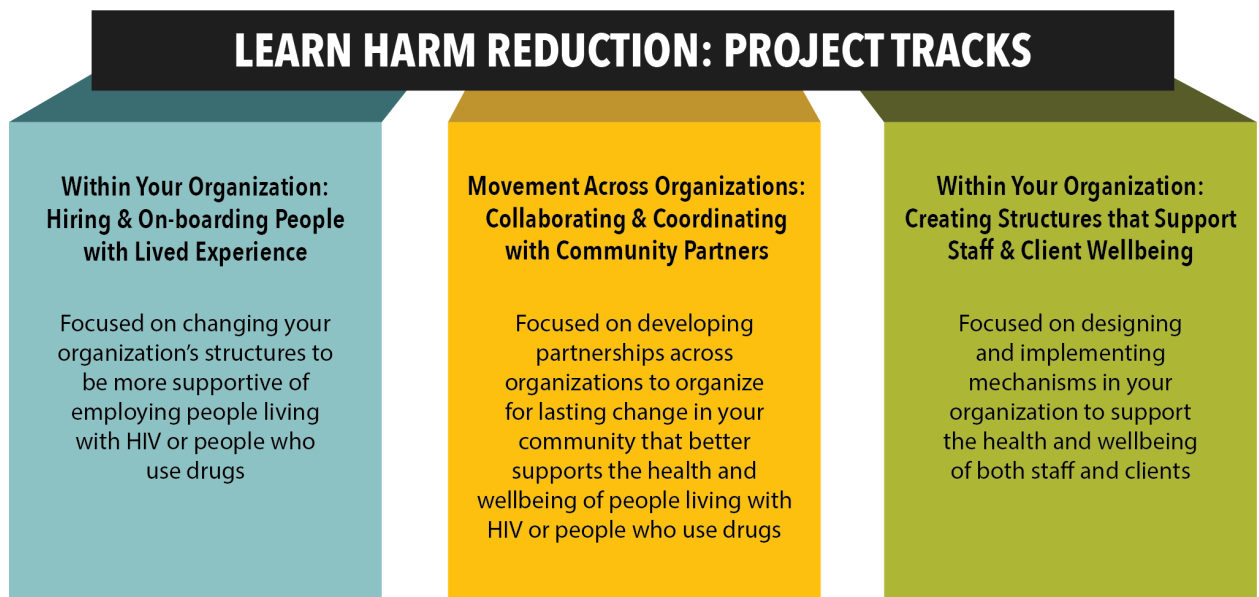 LEARN HARM REDUCTION: PROJECT TRACKS
Within Your Organization:
Hiring & On-boarding People
with Lived Experience
Focused on changing your
organization’s structures to
be more supportive of
employing people living
with HIV or people who
use drugs
Movement Across Organizations:
Collaborating & Coordinating
with Community Partners
Focused on developing
partnerships across
organizations to organize
for lasting change in your
community that better
supports the health and
wellbeing of people living with
HIV or people who use drugs
Within Your Organization:
Creating Structures that Support
Staff & Client Wellbeing
Focused on designing
and implementing
mechanisms in your
organization to support
the health and wellbeing
of both staff and clients